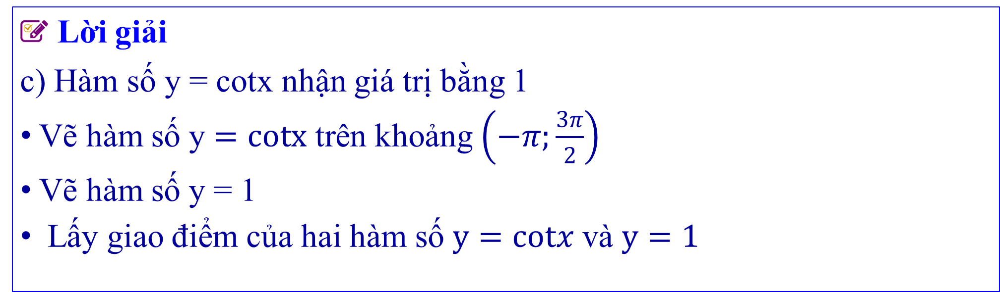 Lời giải
c) Hàm số y = cotx nhận giá trị bằng 1
• Vẽ hàm số y = cotx trên khoảng (−π; 3π/2)
• Vẽ hàm số y = 1
• Lấy giao điểm của hai hàm số y = cotx và y = 1